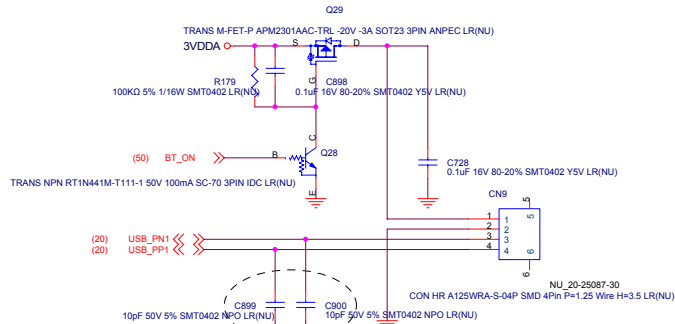 Q29
TRANS M-FET-P APM2301AAC-TRL -20V -3A SOT23 3PIN ANPEC LR(NU)
3VDDA
S
D
G
R179
100KΩ 5% 1/16W SMT0402 LR(NU)
C898
0.1uF 16V 80-20% SMT0402 Y5V LR(NU)
C
(50) BT_ON
B
Q28
E
TRANS NPN RT1N441M-T111-1 50V 100mA SC-70 3PIN IDC LR(NU)
C728
0.1uF 16V 80-20% SMT0402 Y5V LR(NU)
CN9
5
1 1 5
2 2
3 3
4 4 6
6
(20) USB_PN1
(20) USB_PP1
NU_20-25087-30
CON HR A125WRA-S-04P SMD 4Pin P=1.25 Wire H=3.5 LR(NU)
C899
10pF 50V 5% SMT0402 NPO LR(NU)
C900
10pF 50V 5% SMT0402 NPO LR(NU)